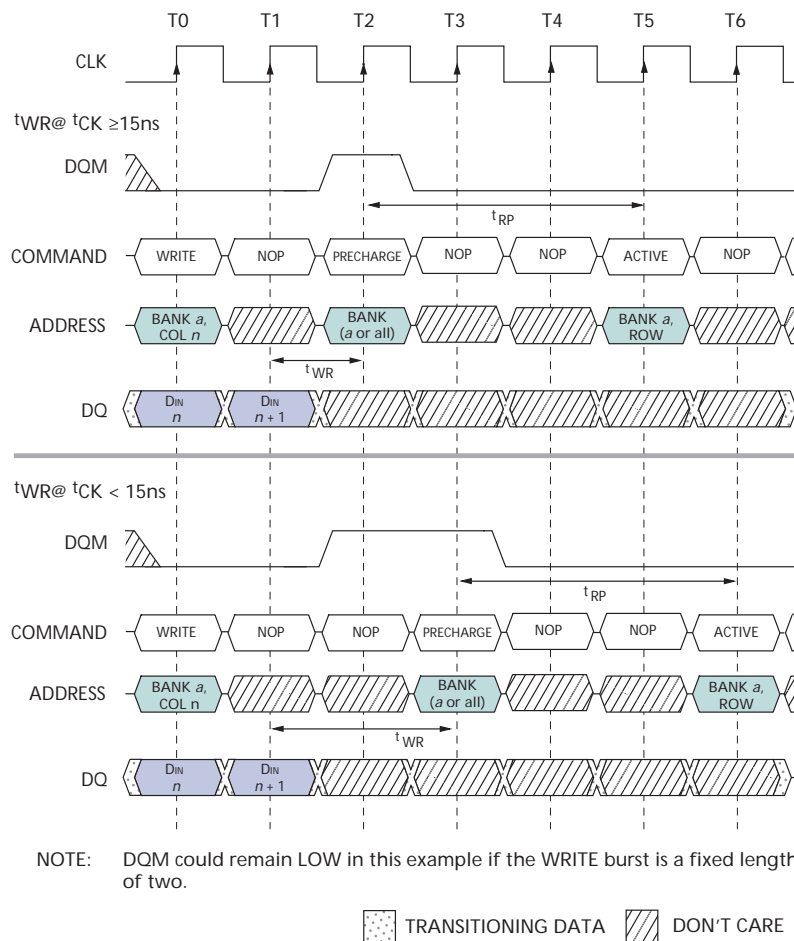 T0 T1 T2 T3 T4 T5 T6
CLK
tWR@ tCK ≥15ns
DQM
tRP
COMMAND WRITE NOP PRECHARGE NOP NOP ACTIVE NOP
ADDRESS BANK a, COL n BANK (a or all) BANK a, ROW
tWR
DQ DIN n DIN n + 1
tWR@ tCK < 15ns
DQM
tRP
COMMAND WRITE NOP NOP PRECHARGE NOP NOP ACTIVE
ADDRESS BANK a, COL n BANK (a or all) BANK a, ROW
tWR
DQ DIN n DIN n + 1
NOTE: DQM could remain LOW in this example if the WRITE burst is a fixed length
of two.
TRANSITIONING DATA DON'T CARE